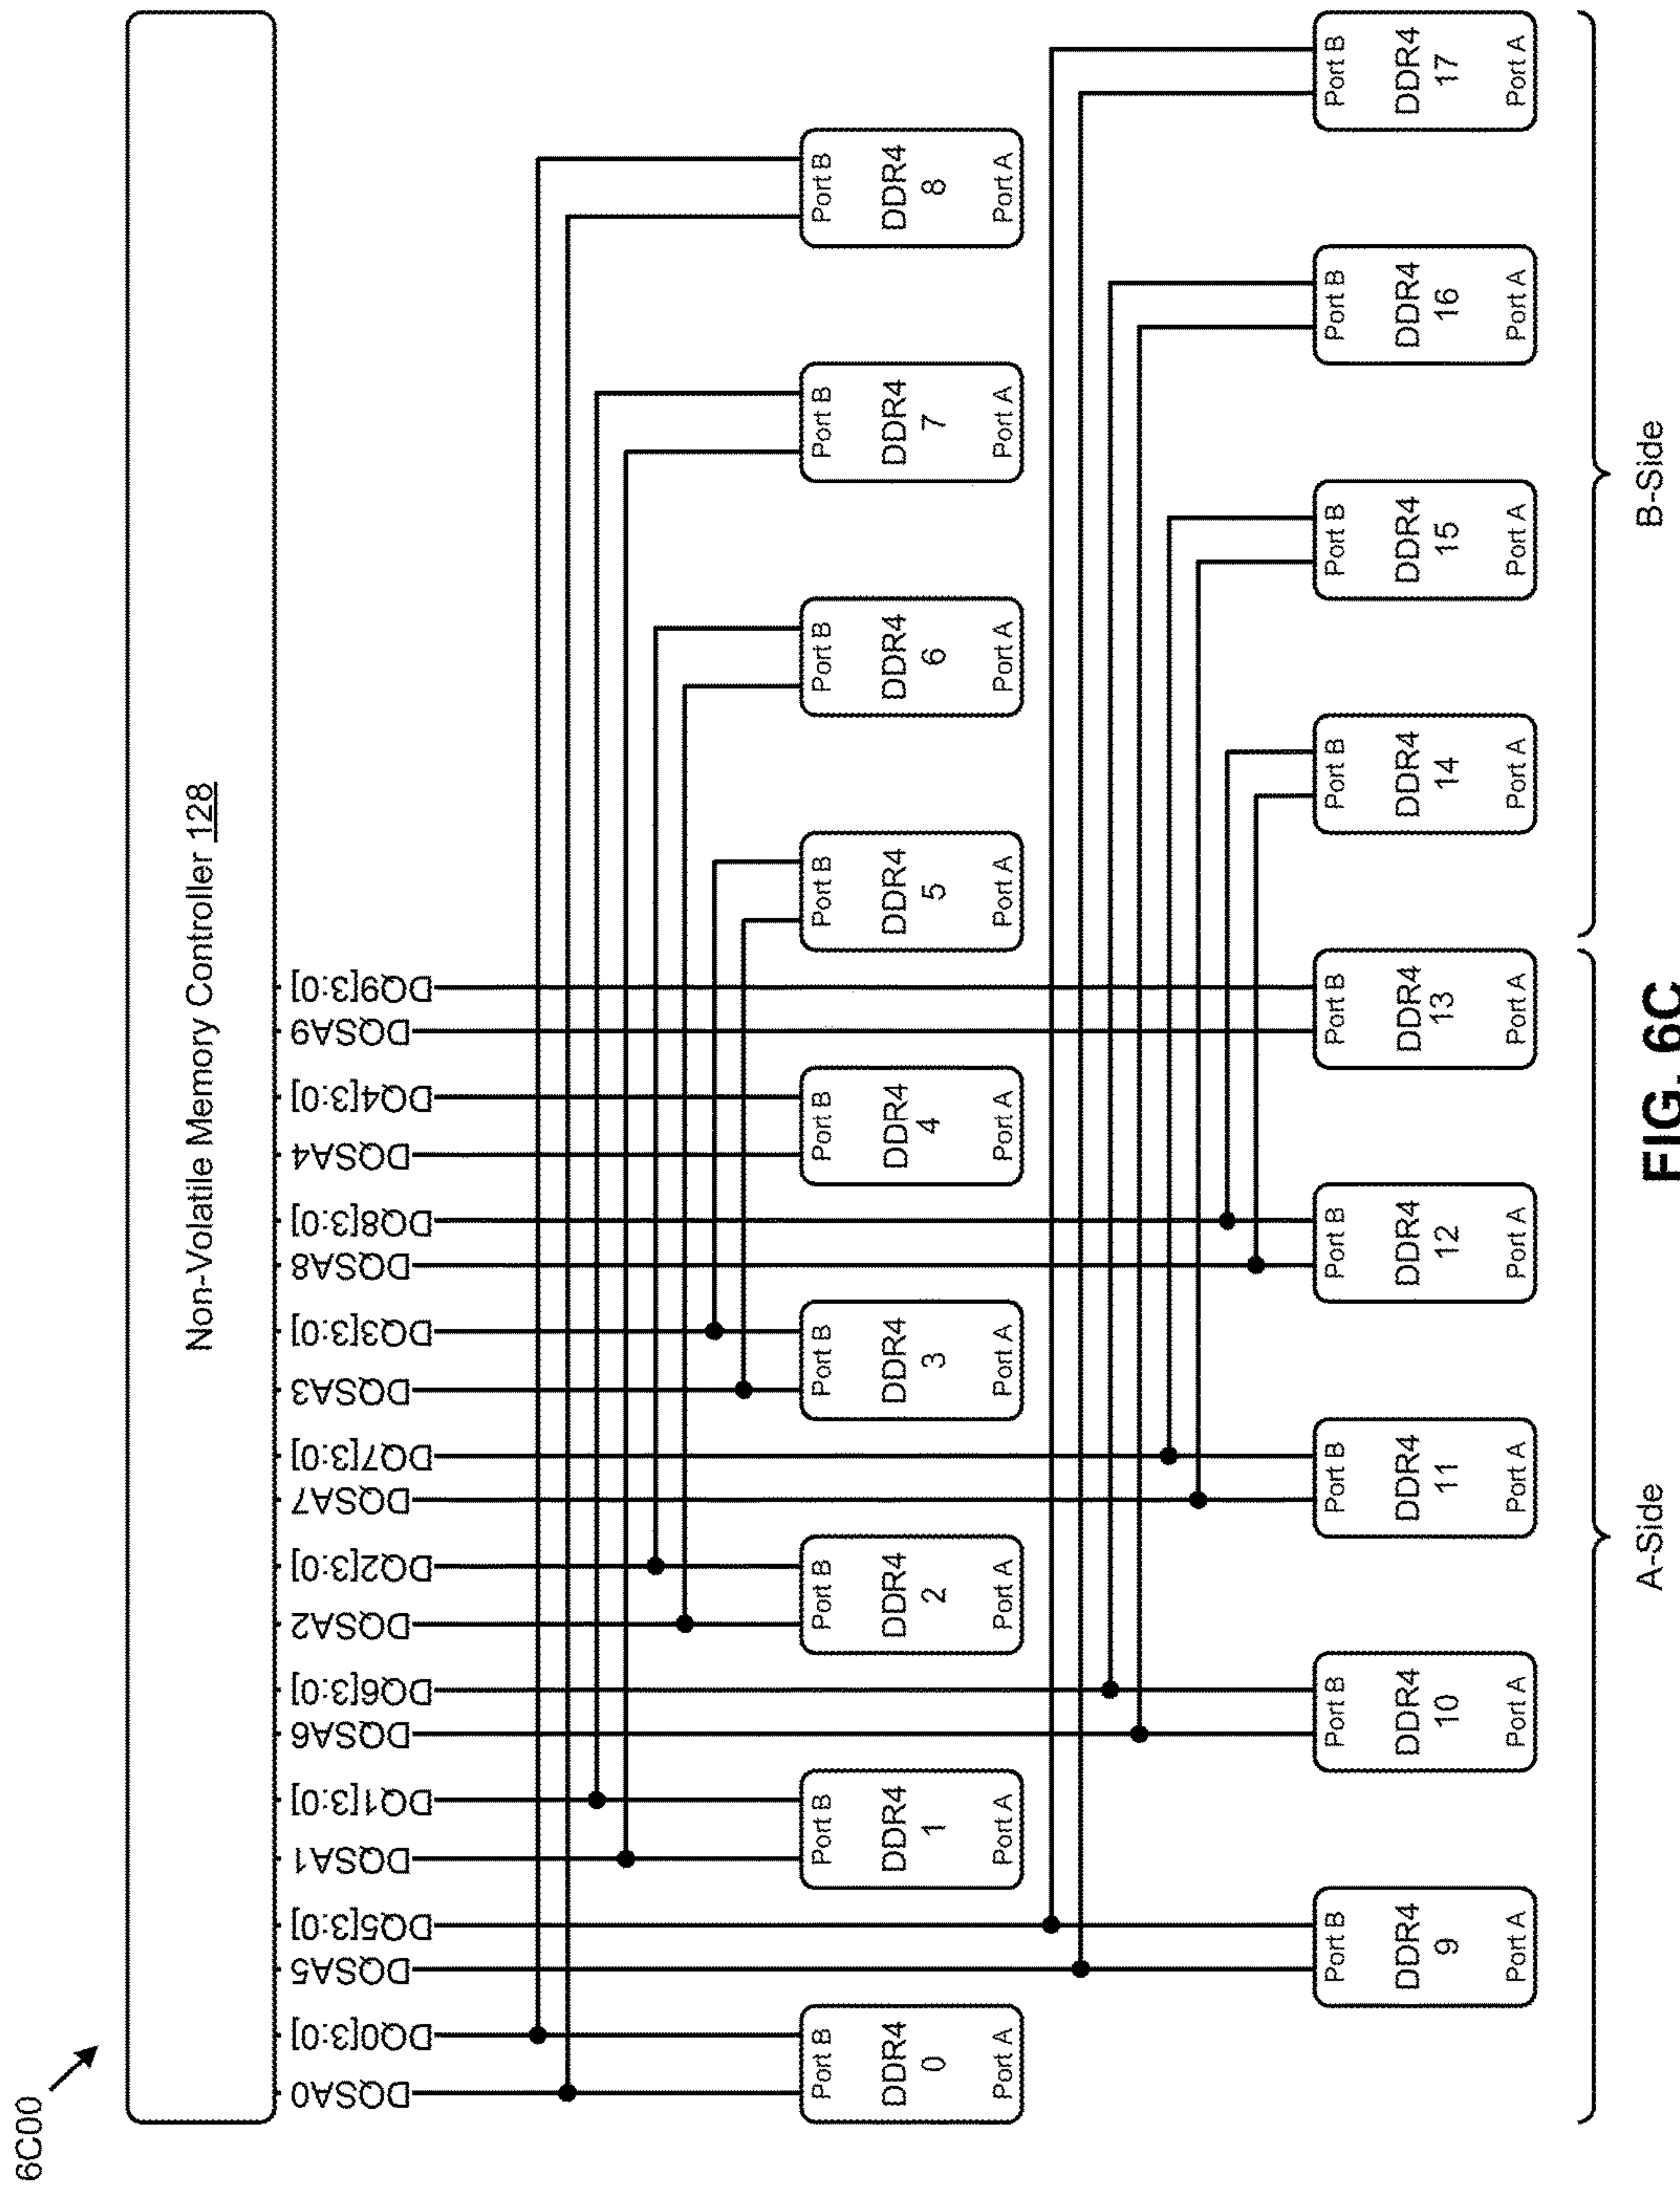 6C00
Non-Volatile Memory Controller 128
DQSA0
DQ0[3:0]
DQSA5
DQ5[3:0]
DQSA1
DQ1[3:0]
DQSA6
DQ6[3:0]
DQSA2
DQ2[3:0]
DQSA7
DQ7[3:0]
DQSA3
DQ3[3:0]
DQSA8
DQ8[3:0]
DQSA4
DQ4[3:0]
DQSA9
DQ9[3:0]
Port B
DDR4
0
Port A
Port B
DDR4
1
Port A
Port B
DDR4
2
Port A
Port B
DDR4
3
Port A
Port B
DDR4
4
Port A
Port B
DDR4
5
Port A
Port B
DDR4
6
Port A
Port B
DDR4
7
Port A
Port B
DDR4
8
Port A
Port B
DDR4
9
Port A
Port B
DDR4
10
Port A
Port B
DDR4
11
Port A
Port B
DDR4
12
Port A
Port B
DDR4
13
Port A
Port B
DDR4
14
Port A
Port B
DDR4
15
Port A
Port B
DDR4
16
Port A
Port B
DDR4
17
Port A
A-Side
B-Side
FIG. 6C